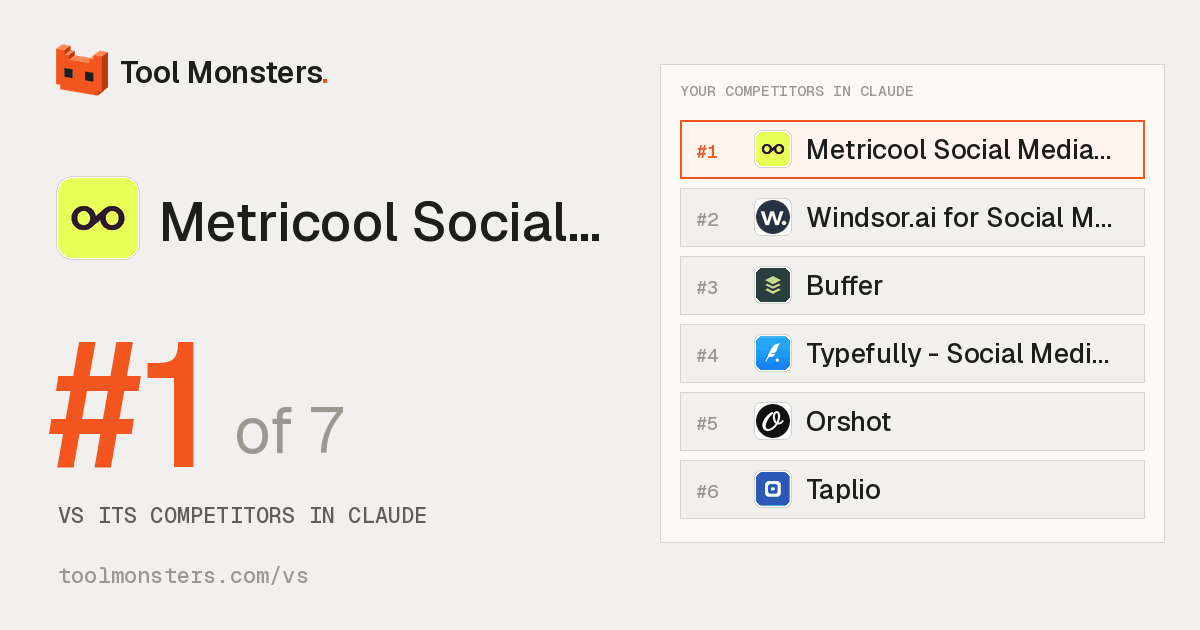 Tool Monsters.
Metricool Social...
#1 of 7
VS ITS COMPETITORS IN CLAUDE
toolmonsters.com/vs
YOUR COMPETITORS IN CLAUDE
#1 Metricool Social Media...
#2 W. Windsor.ai for Social M...
#3 Buffer
#4 Typefully - Social Medi...
#5 Orshot
#6 Taplio